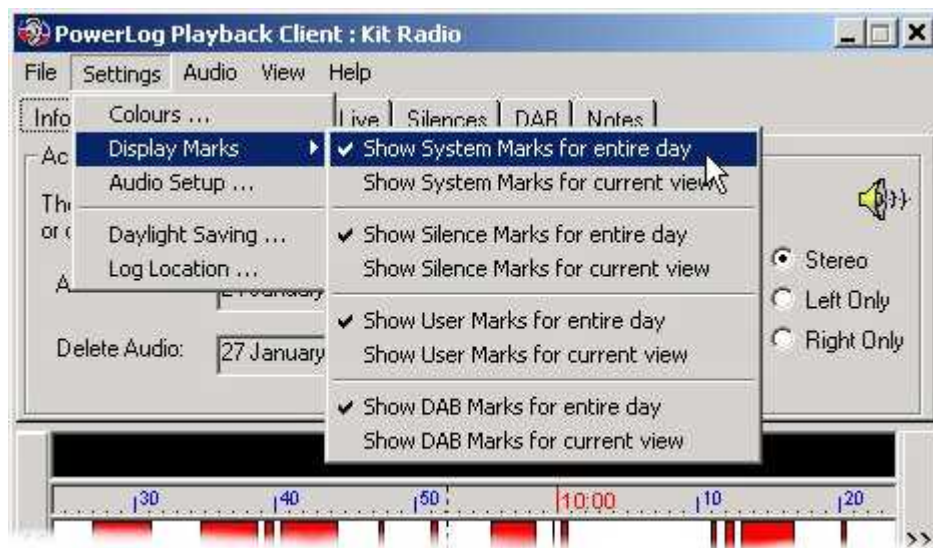 PowerLog Playback Client : Kit Radio
File Settings Audio View Help
Info Live Silences DAB Notes
Colours ...
Display Marks
Audio Setup ...
Daylight Saving ...
Log Location ...
Show System Marks for entire day
Show System Marks for current view
Show Silence Marks for entire day
Show Silence Marks for current view
Show User Marks for entire day
Show User Marks for current view
Show DAB Marks for entire day
Show DAB Marks for current view
Stereo
Left Only
Right Only
Delete Audio: 27 January
30 40 50 10:00 10 20
>>